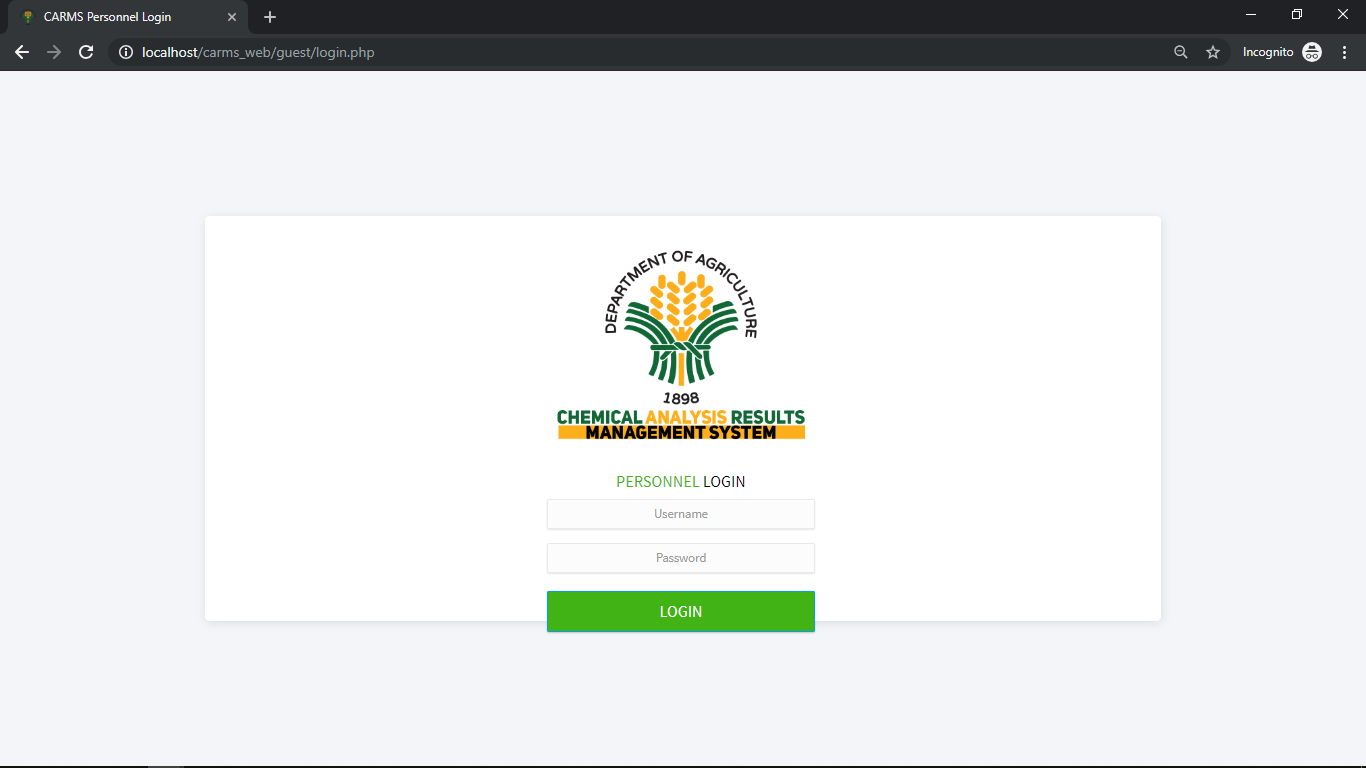 CARMS Personnel Login
localhost/carms_web/guest/login.php
Incognito
DEPARTMENT OF AGRICULTURE
1898
CHEMICAL ANALYSIS RESULTS
MANAGEMENT SYSTEM
PERSONNEL LOGIN
Username
Password
LOGIN